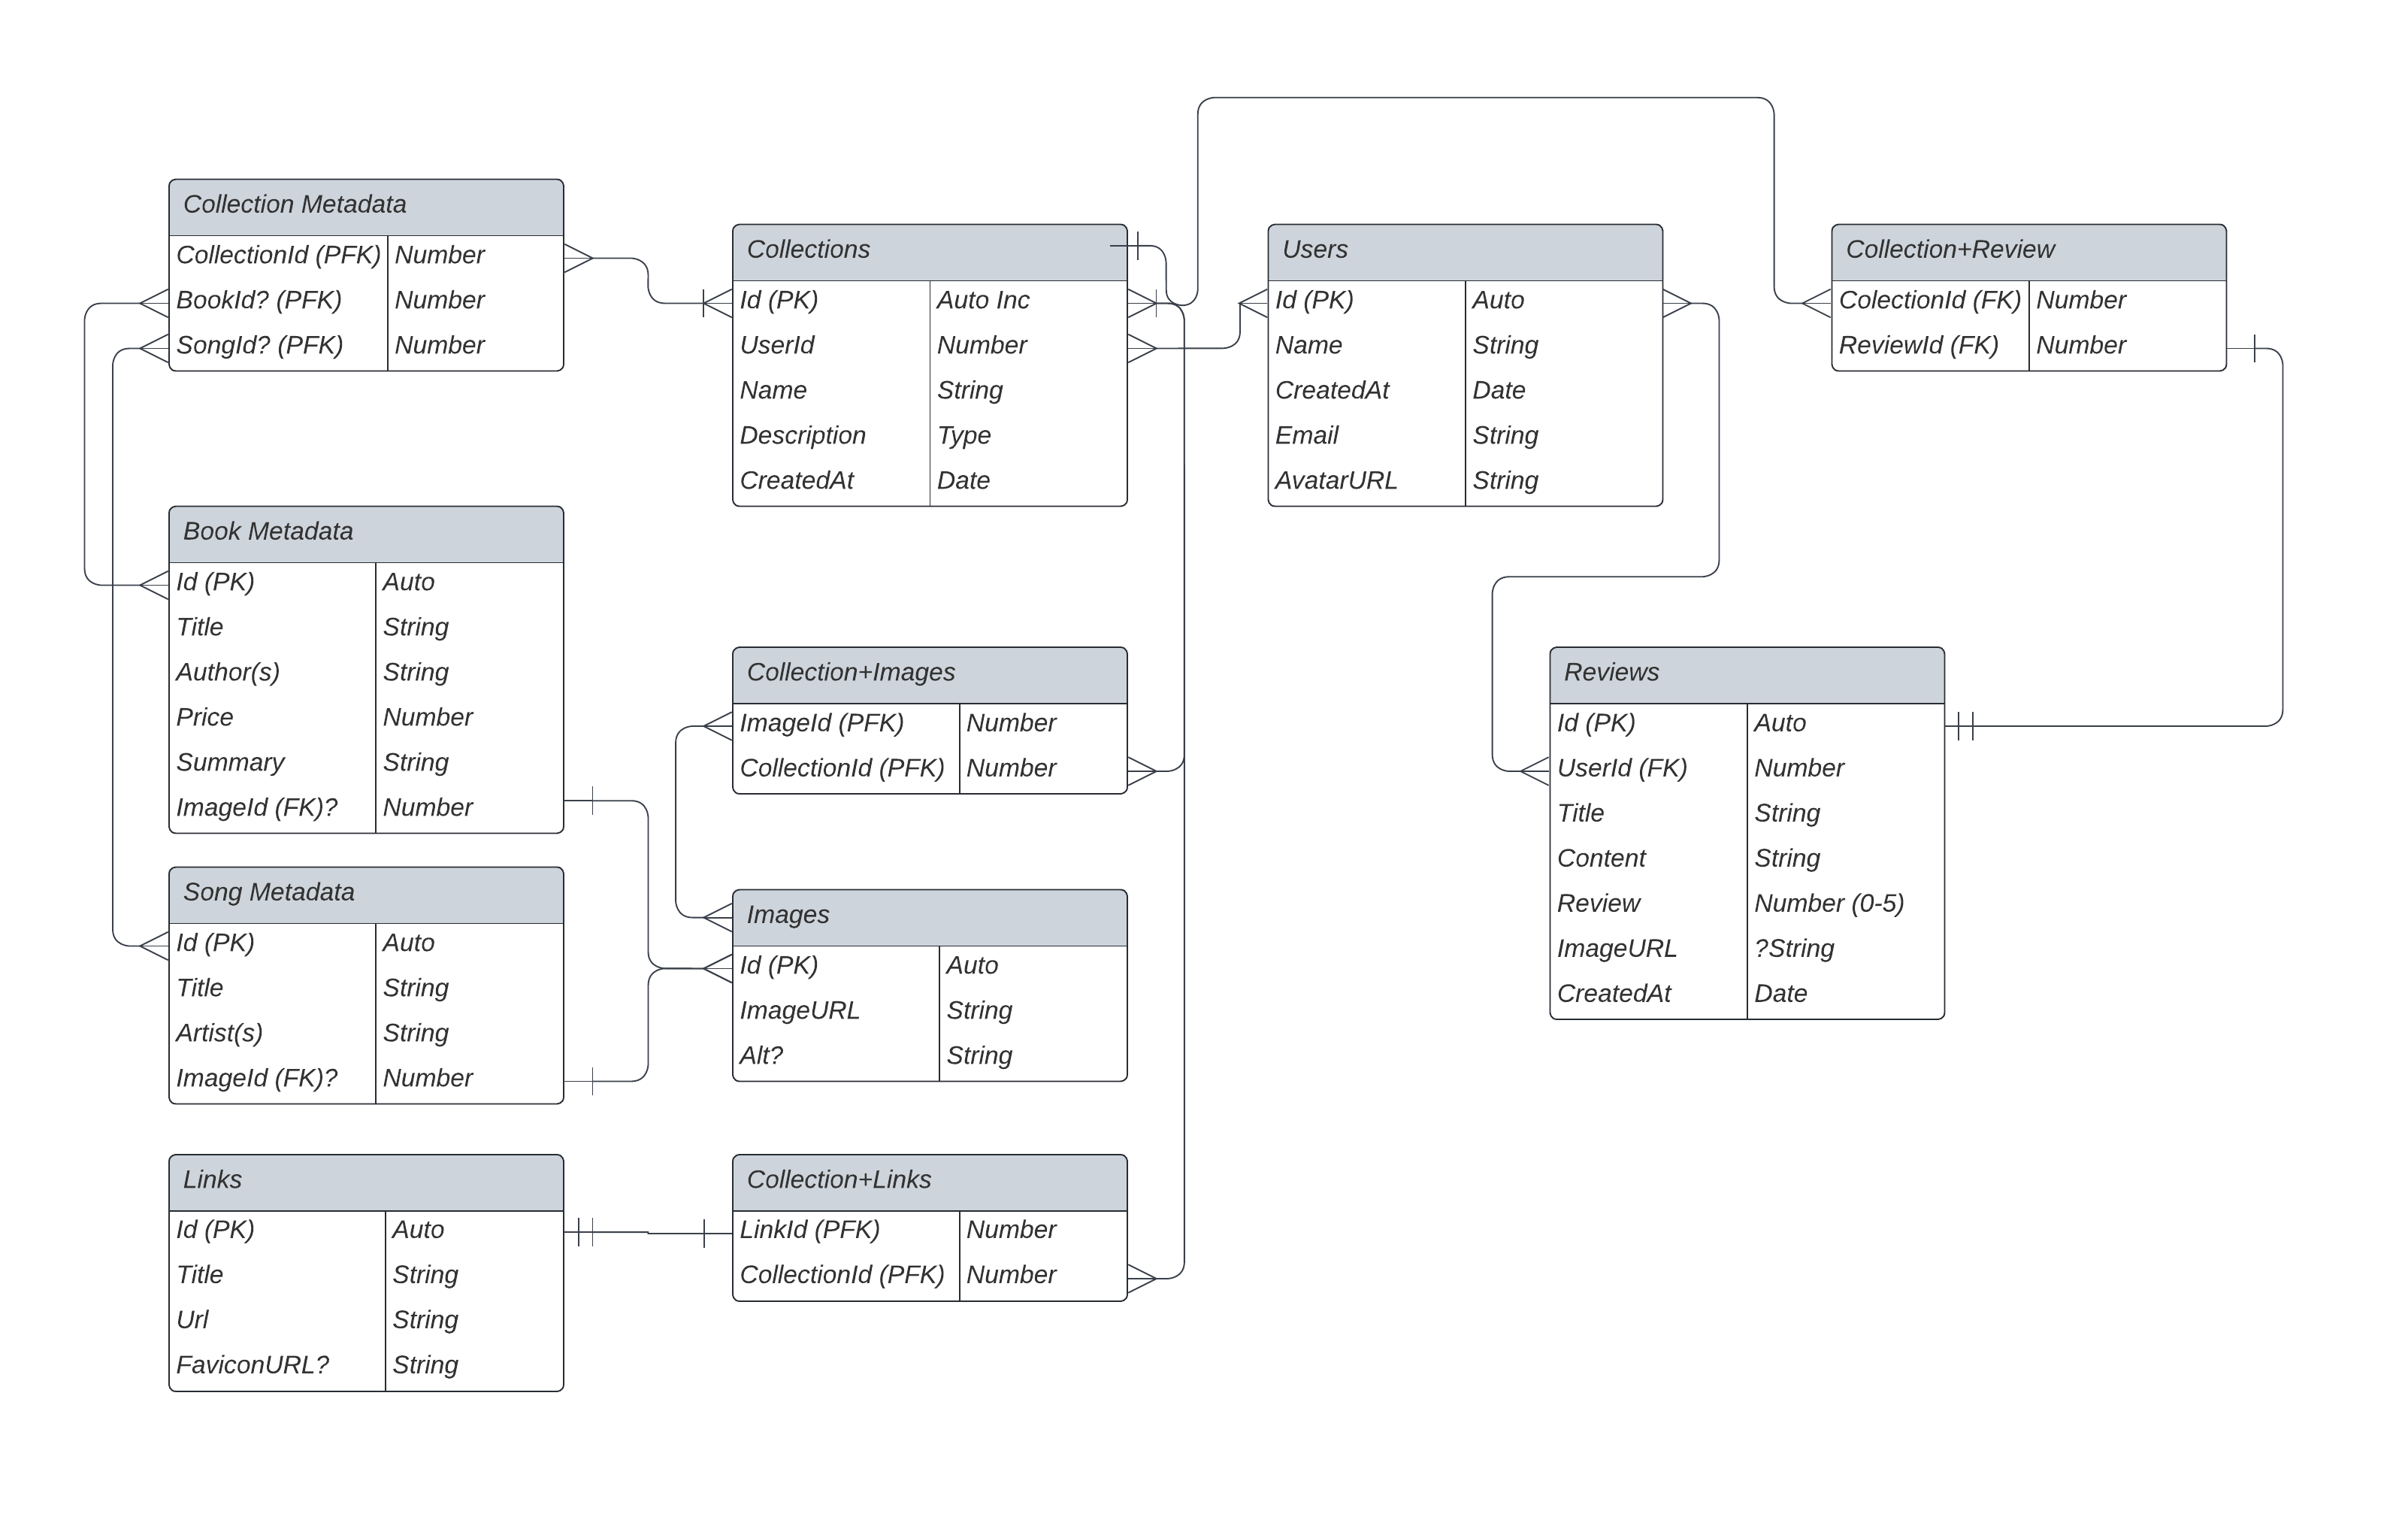 Collection Metadata
CollectionId (PFK) Number
BookId? (PFK) Number
SongId? (PFK) Number
Collections
Id (PK) Auto Inc
UserId Number
Name String
Description Type
CreatedAt Date
Users
Id (PK) Auto
Name String
CreatedAt Date
Email String
AvatarURL String
Collection+Review
ColectionId (FK) Number
ReviewId (FK) Number
Book Metadata
Id (PK) Auto
Title String
Author(s) String
Price Number
Summary String
ImageId (FK)? Number
Collection+Images
ImageId (PFK) Number
CollectionId (PFK) Number
Reviews
Id (PK) Auto
UserId (FK) Number
Title String
Content String
Review Number (0-5)
ImageURL ?String
CreatedAt Date
Song Metadata
Id (PK) Auto
Title String
Artist(s) String
ImageId (FK)? Number
Images
Id (PK) Auto
ImageURL String
Alt? String
Links
Id (PK) Auto
Title String
Url String
FaviconURL? String
Collection+Links
LinkId (PFK) Number
CollectionId (PFK) Number